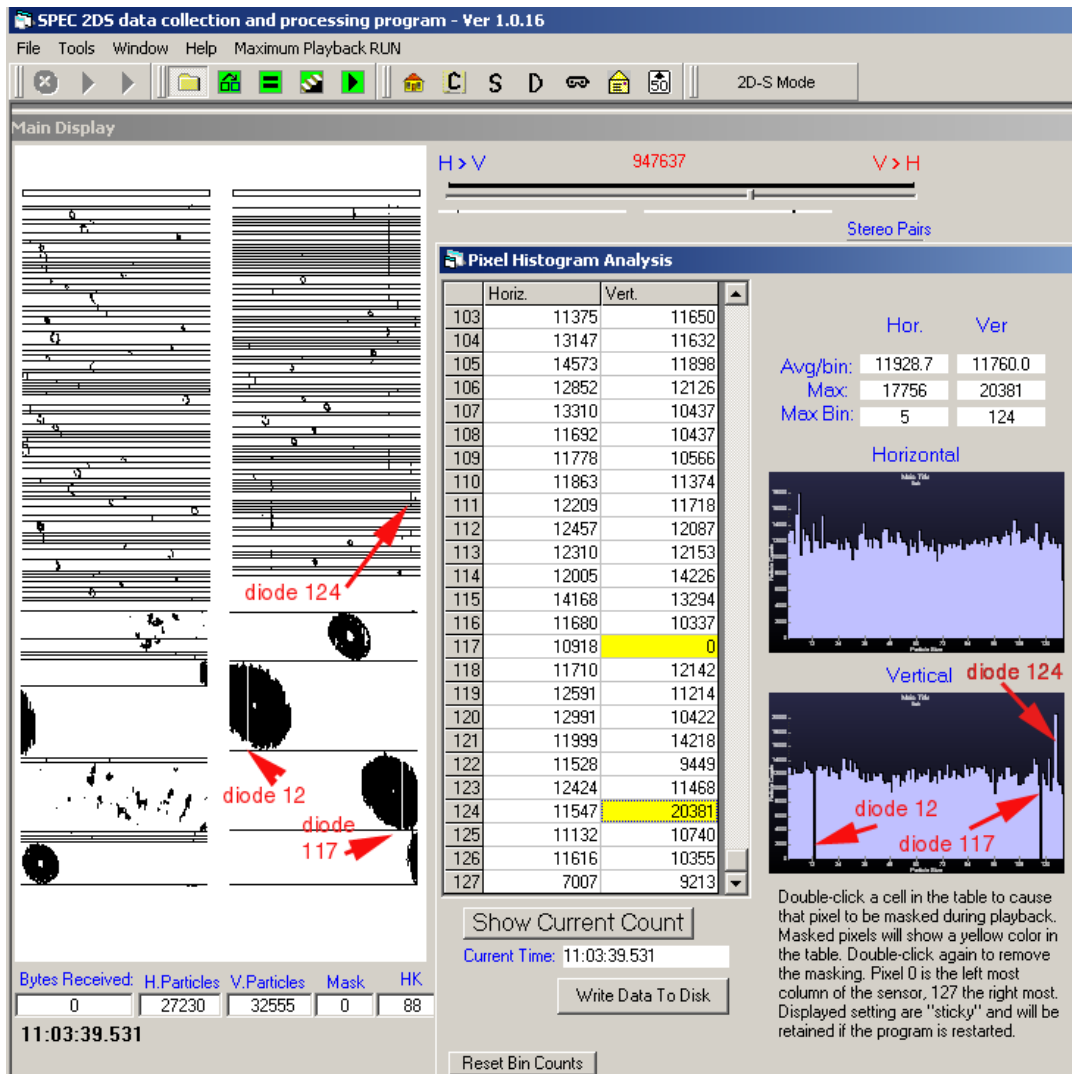 SPEC 2DS data collection and processing program - Ver 1.0.16
File Tools Window Help Maximum Playback RUN
C S D 50 2D-S Mode
Main Display
H > V 947637 V > H
Stereo Pairs
Pixel Histogram Analysis
Horiz. Vert.
103 11375 11650
104 13147 11632
105 14573 11898
106 12852 12126
107 13310 10437
108 11692 10437
109 11778 10566
110 11863 11374
111 12209 11718
112 12457 12087
113 12310 12153
114 12005 14226
115 14168 13294
116 11680 10337
117 10918 0
118 11710 12142
119 12591 11214
120 12991 10422
121 11999 14218
122 11528 9449
123 12424 11468
124 11547 20381
125 11132 10740
126 11616 10355
127 7007 9213
Hor. Ver
Avg/bin: 11928.7 11760.0
Max: 17756 20381
Max Bin: 5 124
Horizontal
Main Title
Particle Size
Vertical diode 124
Main Title
diode 12
diode 117
Particle Size
diode 124
diode 12
diode
117
Show Current Count
Current Time: 11:03:39.531
Write Data To Disk
Reset Bin Counts
Double-click a cell in the table to cause
that pixel to be masked during playback.
Masked pixels will show a yellow color in
the table. Double-click again to remove
the masking. Pixel 0 is the left most
column of the sensor, 127 the right most.
Displayed setting are "sticky" and will be
retained if the program is restarted.
Bytes Received: H.Particles V.Particles Mask HK
0 27230 32555 0 88
11:03:39.531